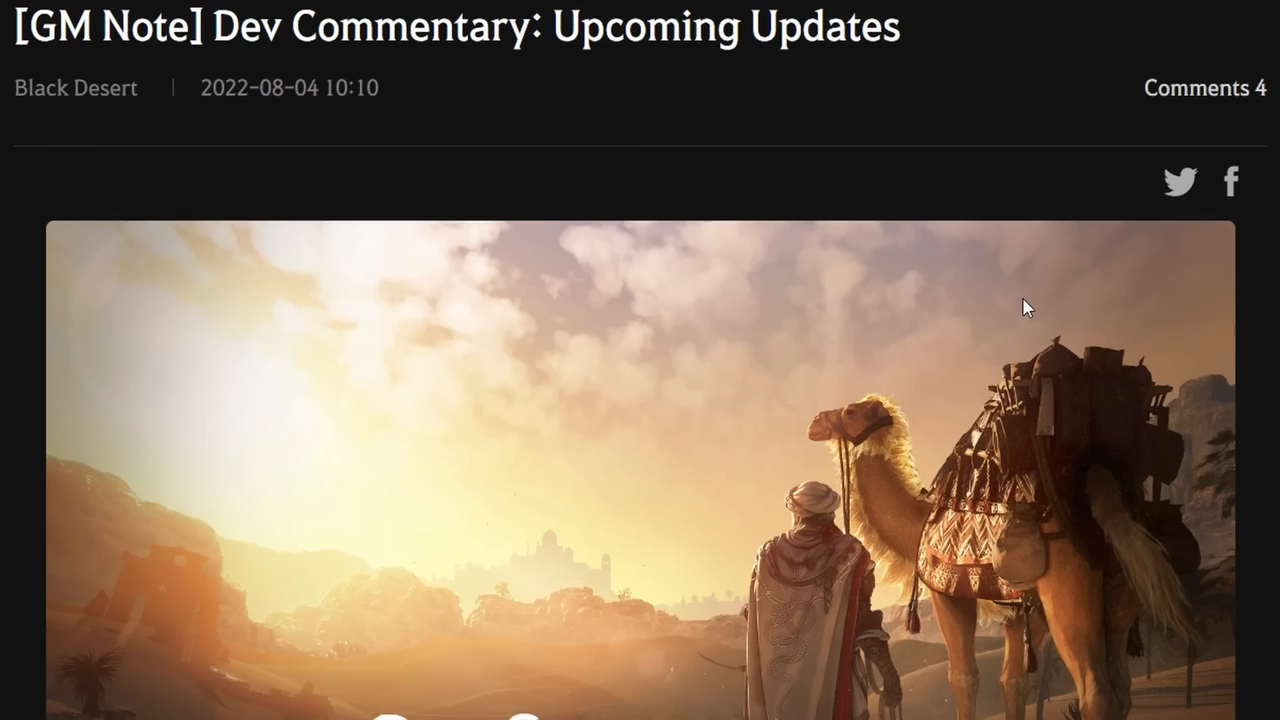 [GM Note] Dev Commentary: Upcoming Updates
Black Desert | 2022-08-04 10:10
Comments 4